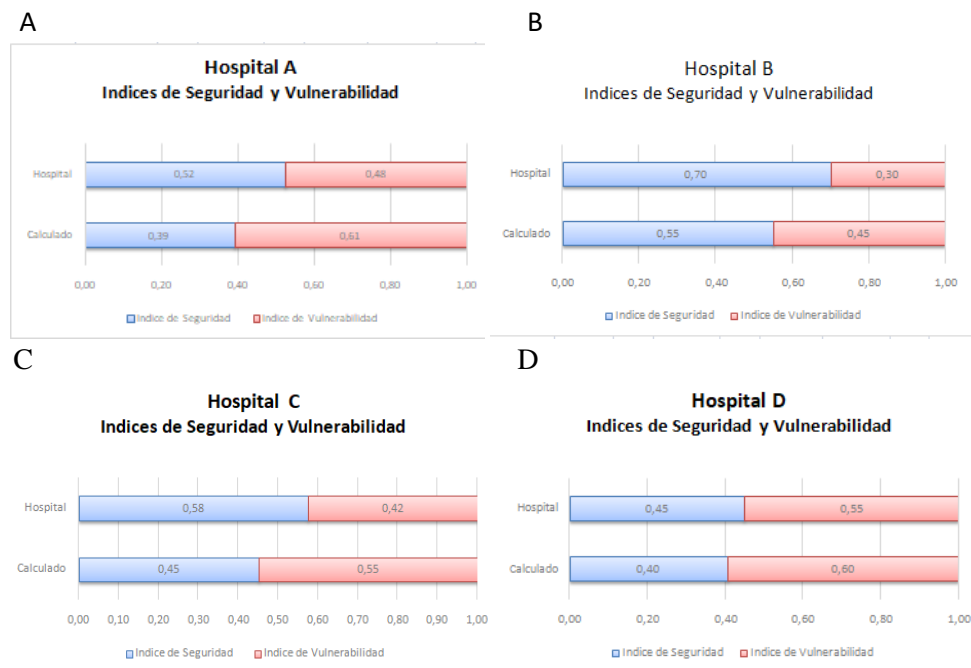 A
Hospital A
Indices de Seguridad y Vulnerabilidad
Hospital 0,52 0,48
Calculado 0,39 0,61
0,00 0,20 0,40 0,60 0,80 1,00
Indice de Seguridad Indice de Vulnerabilidad
B
Hospital B
Indices de Seguridad y Vulnerabilidad
Hospital 0,70 0,30
Calculado 0,55 0,45
0,00 0,20 0,40 0,60 0,80 1,00
Indice de Seguridad Indice de Vulnerabilidad
C
Hospital C
Indices de Seguridad y Vulnerabilidad
Hospital 0,58 0,42
Calculado 0,45 0,55
0,00 0,10 0,20 0,30 0,40 0,50 0,60 0,70 0,80 0,90 1,00
Indice de Seguridad Indice de Vulnerabilidad
D
Hospital D
Indices de Seguridad y Vulnerabilidad
Hospital 0,45 0,55
Calculado 0,40 0,60
0,00 0,20 0,40 0,60 0,80 1,00
Indice de Seguridad Indice de Vulnerabilidad